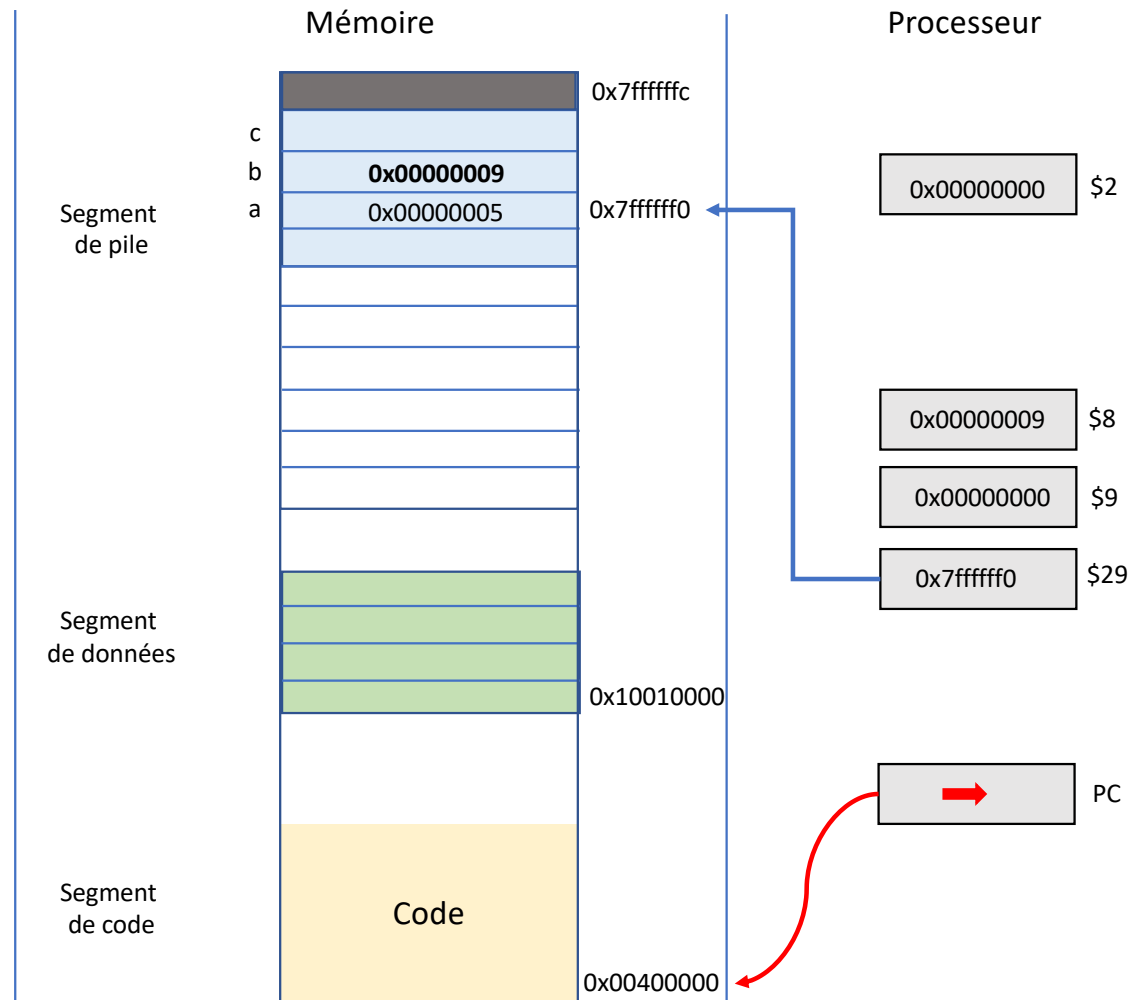 Mémoire
Processeur
0x7ffffffc
c
b
0x00000009
0x00000000
$2
Segment
de pile
a
0x00000005
0x7ffffff0
0x00000009
$8
0x00000000
$9
0x7ffffff0
$29
Segment
de données
0x10010000
PC
Segment
de code
Code
0x00400000